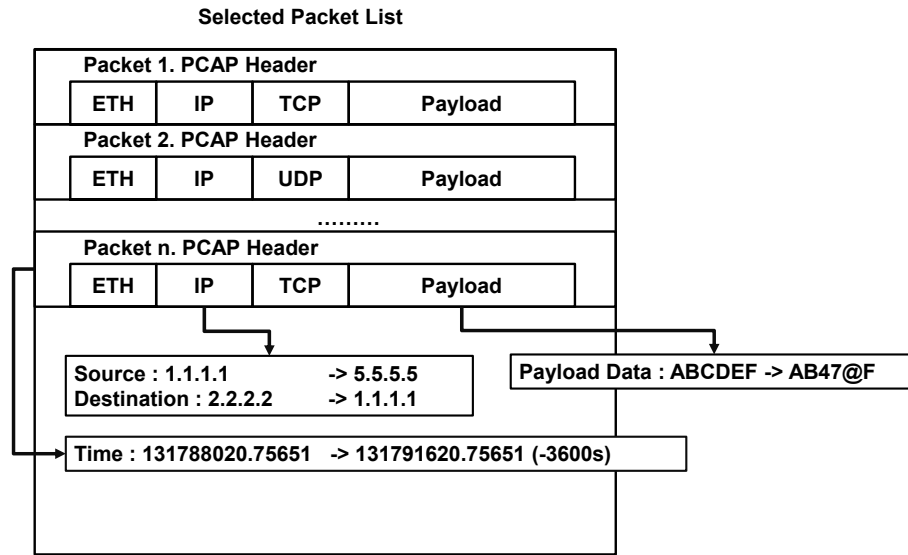 Selected Packet List
Packet 1. PCAP Header
ETH IP TCP Payload
Packet 2. PCAP Header
ETH IP UDP Payload
.........
Packet n. PCAP Header
ETH IP TCP Payload
Source : 1.1.1.1 -> 5.5.5.5
Destination : 2.2.2.2 -> 1.1.1.1
Payload Data : ABCDEF -> AB47@F
Time : 131788020.75651 -> 131791620.75651 (-3600s)